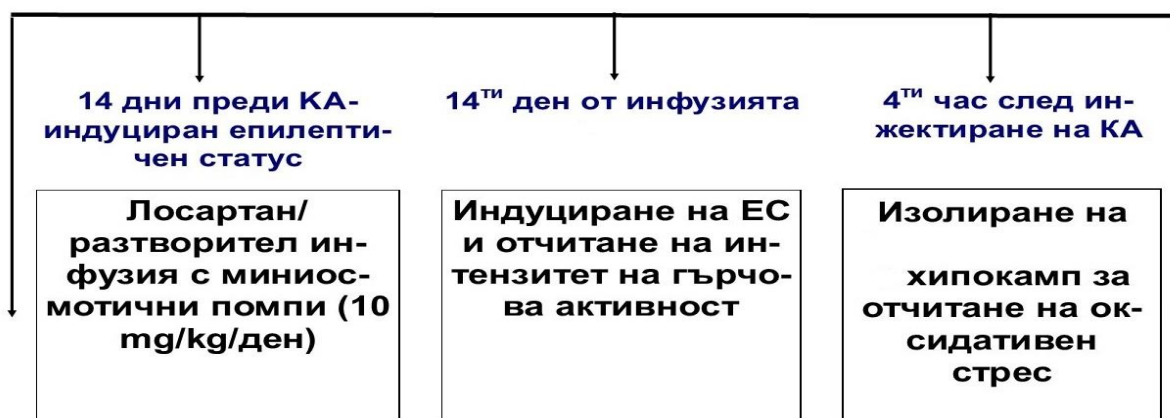 14 дни преди КА-
индуциран епилепти-
чен статус
14ТИ ден от инфузията
4ТИ час след ин-
жектиране на КА
Лосартан/
разтворител ин-
фузия с миниос-
мотични помпи (10
mg/kg/ден)
Индуциране на ЕС
и отчитане на ин-
тензитет на гърчо-
ва активност
Изолиране на
хипокамп за
отчитане на ок-
сидативен
стрес